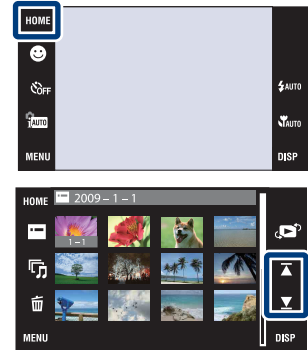 HOME
OFF
AUTO
AUTO
AUTO
MENU
DISP
HOME
2009 – 1 – 1
1 – 1
MENU
DISP